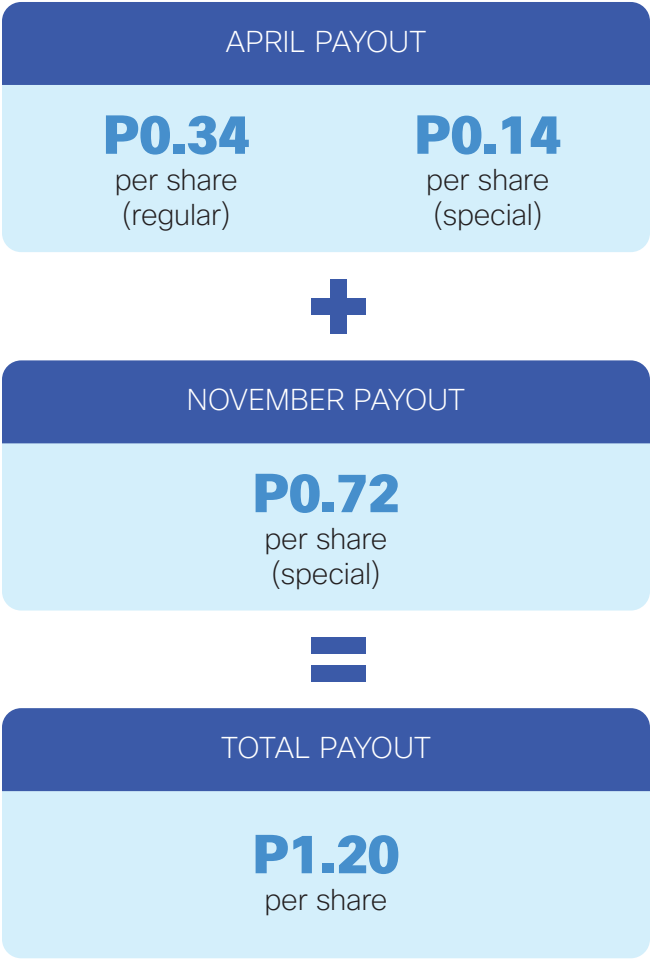 APRIL PAYOUT
P0.34
per share
(regular)
P0.14
per share
(special)
+
NOVEMBER PAYOUT
P0.72
per share
(special)
=
TOTAL PAYOUT
P1.20
per share